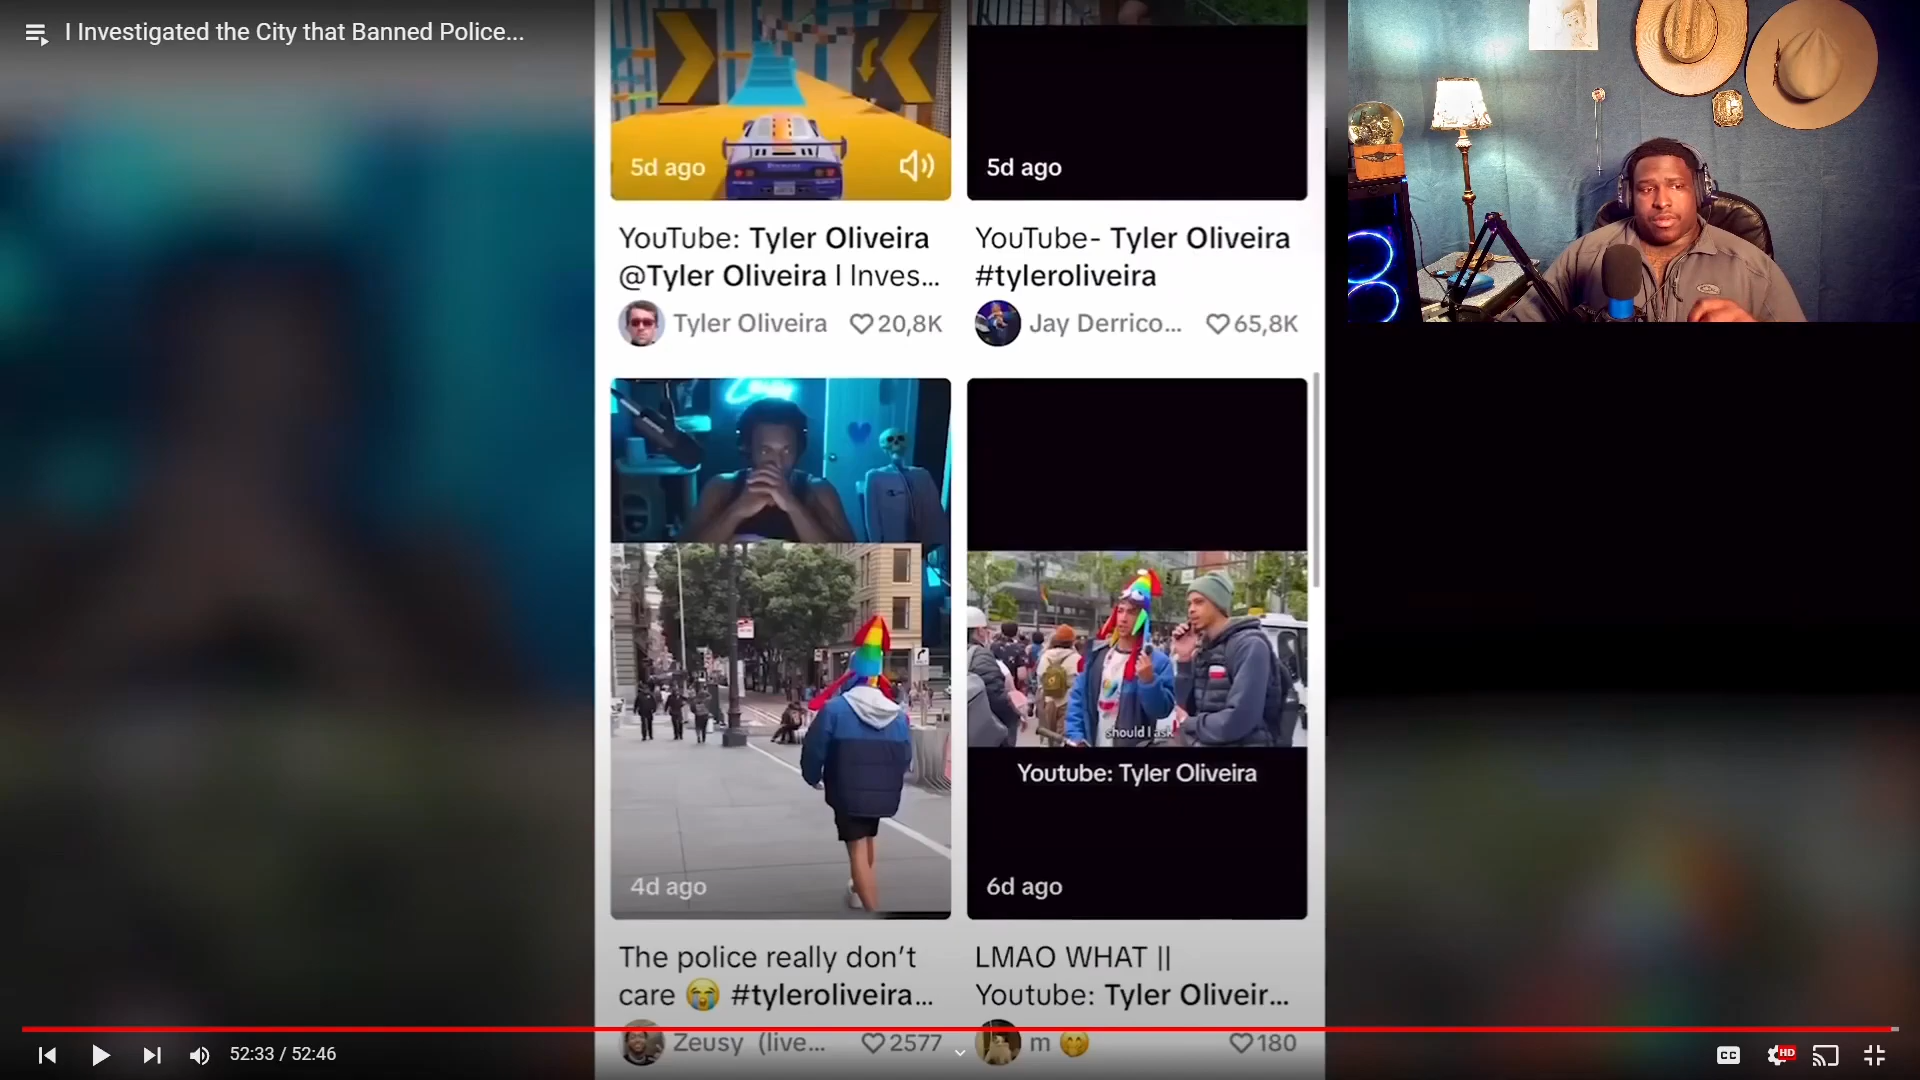 I Investigated the City that Banned Police...
5d ago
5d ago
YouTube: Tyler Oliveira
@Tyler Oliveira I Inves...
Tyler Oliveira 20,8K
YouTube- Tyler Oliveira
#tyleroliveira
Jay Derrico... 65,8K
should I ask
Youtube: Tyler Oliveira
4d ago
6d ago
The police really don't
care 😭 #tyleroliveira...
Zeusy (live... 2577
LMAO WHAT ||
Youtube: Tyler Oliveir...
m 🤭 180
52:33 / 52:46
CC
HD